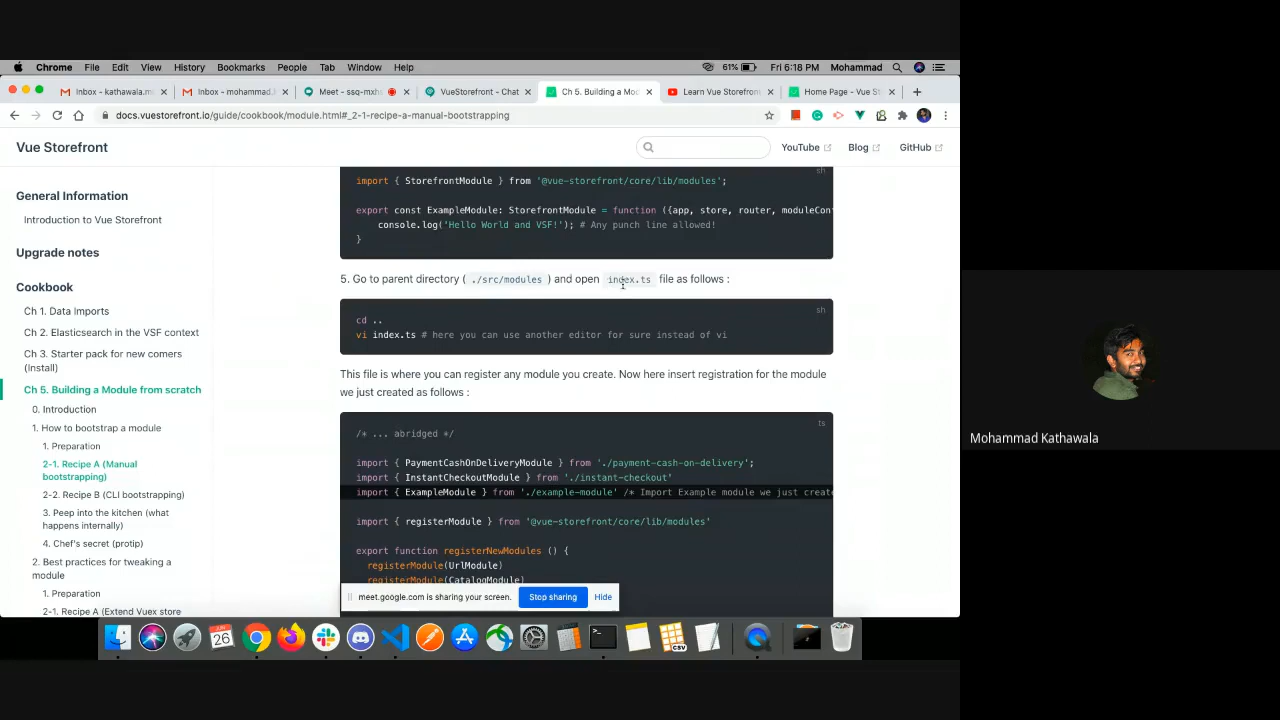 Chrome File Edit View History Bookmarks People Tab Window Help 61% Fri 6:18 PM Mohammad
Inbox - kathawala.m
Inbox - mohammad.
Meet - ssq-mxh
VueStorefront - Chat
Ch 5. Building a Mod
Learn Vue Storefront
Home Page - Vue St
docs.vuestorefront.io/guide/cookbook/module.html#_2-1-recipe-a-manual-bootstrapping
Vue Storefront
YouTube Blog GitHub
General Information
Introduction to Vue Storefront
Upgrade notes
Cookbook
Ch 1. Data Imports
Ch 2. Elasticsearch in the VSF context
Ch 3. Starter pack for new comers
(Install)
Ch 5. Building a Module from scratch
0. Introduction
1. How to bootstrap a module
1. Preparation
2-1. Recipe A (Manual
bootstrapping)
2-2. Recipe B (CLI bootstrapping)
3. Peep into the kitchen (what
happens internally)
4. Chef's secret (protip)
2. Best practices for tweaking a
module
1. Preparation
2-1. Recipe A (Extend Vuex store
sh
import { StorefrontModule } from '@vue-storefront/core/lib/modules';
export const ExampleModule: StorefrontModule = function ({app, store, router, moduleCon
console.log('Hello World and VSF!'); # Any punch line allowed!
}
5. Go to parent directory ( ./src/modules ) and open index.ts file as follows :
sh
cd ..
vi index.ts # here you can use another editor for sure instead of vi
This file is where you can register any module you create. Now here insert registration for the module
we just created as follows :
ts
/* ... abridged */
import { PaymentCashOnDeliveryModule } from './payment-cash-on-delivery';
import { InstantCheckoutModule } from './instant-checkout'
import { ExampleModule } from './example-module' /* Import Example module we just create
import { registerModule } from '@vue-storefront/core/lib/modules'
export function registerNewModules () {
registerModule(UrlModule)
registerModule(CatalogModule)
meet.google.com is sharing your screen. Stop sharing Hide
Mohammad Kathawala
26
CSV